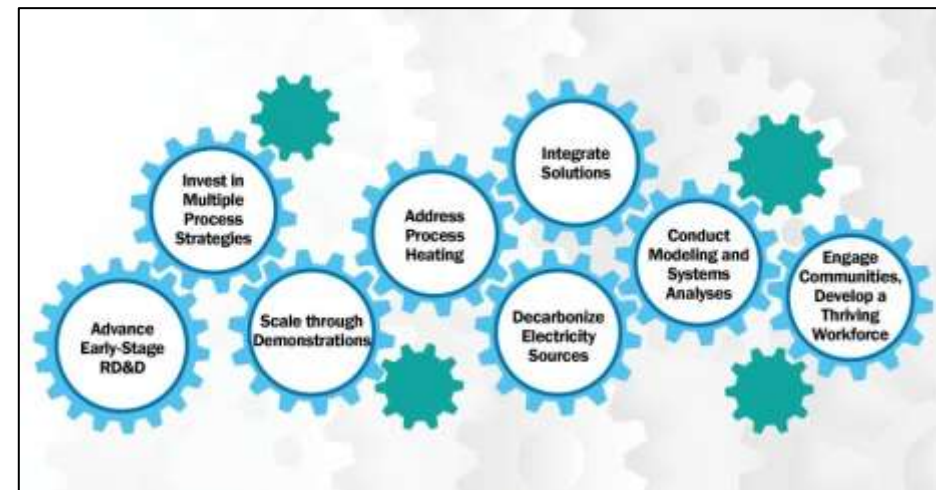 Advance
Early-Stage
RD&D
Invest in
Multiple
Process
Strategies
Scale through
Demonstrations
Address
Process
Heating
Integrate
Solutions
Decarbonize
Electricity
Sources
Conduct
Modeling and
Systems
Analyses
Engage
Communities,
Develop a
Thriving
Workforce